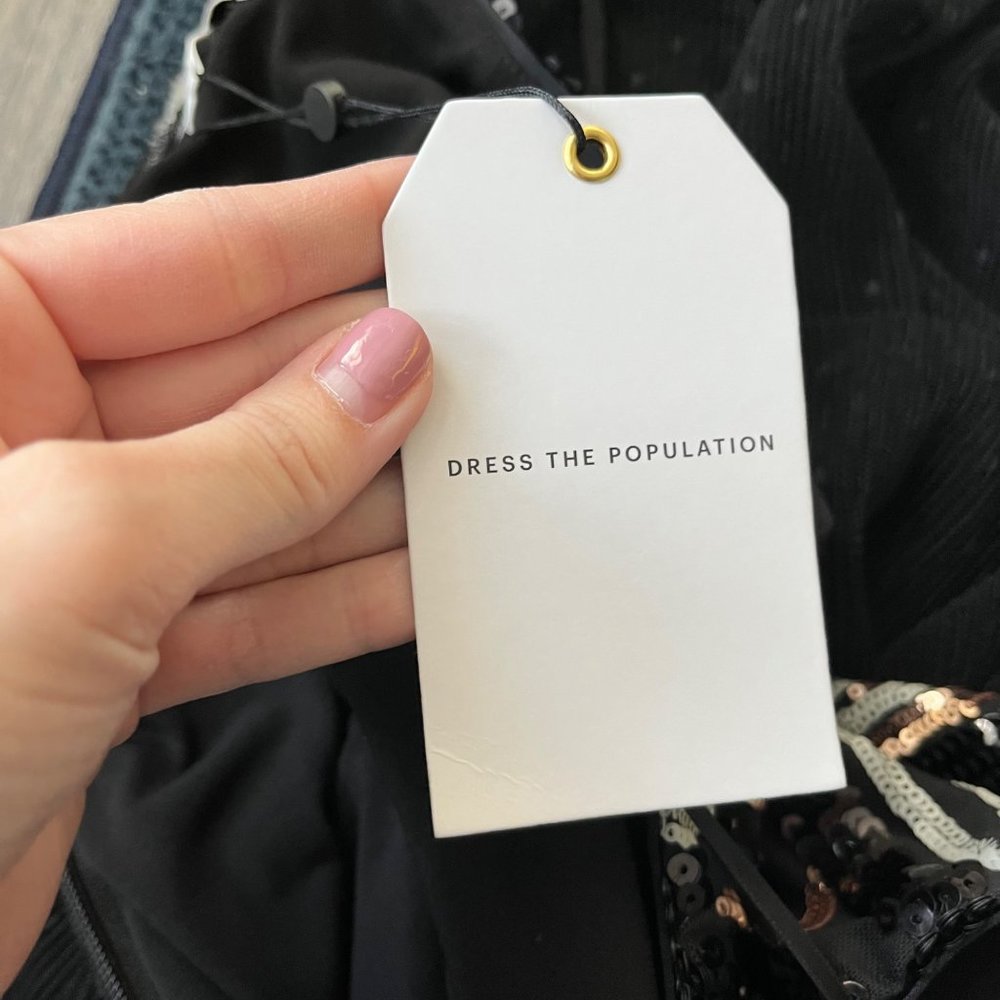 DRESS THE POPULATION